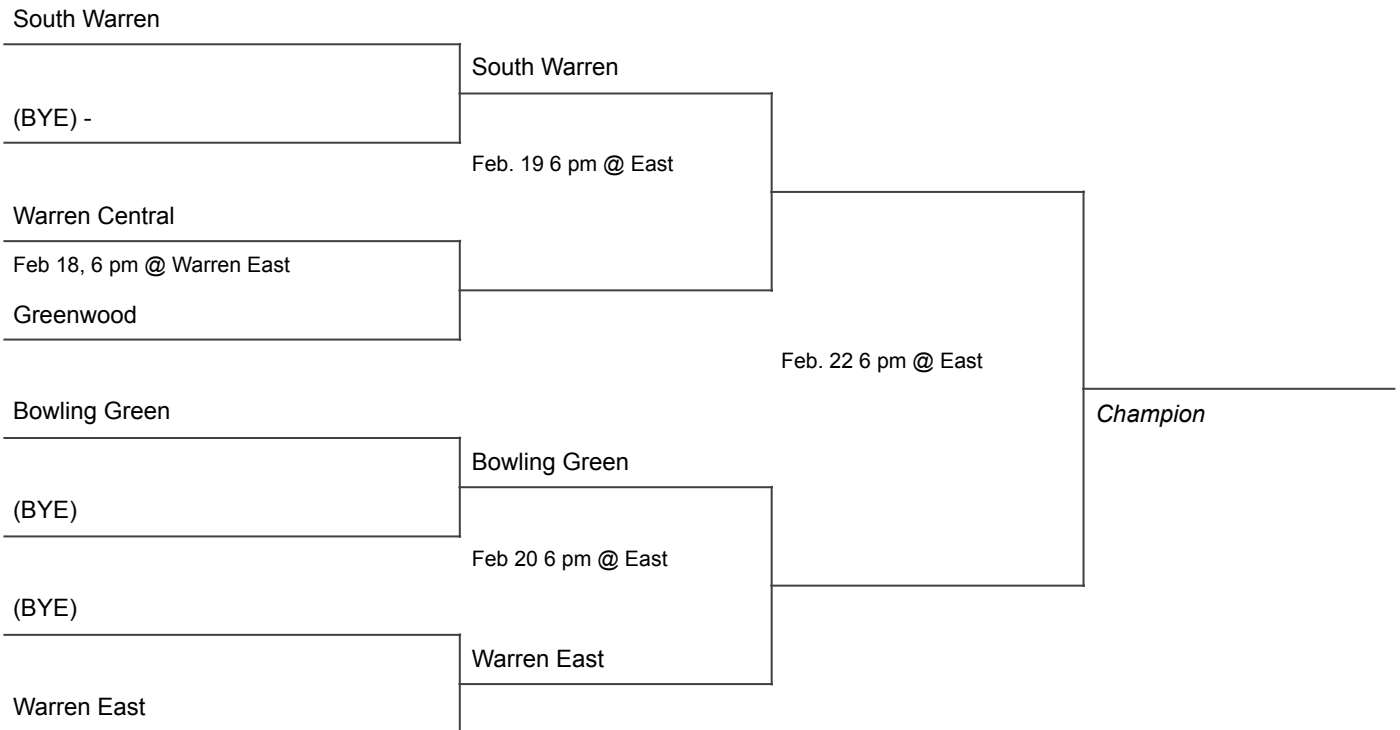 South Warren
South Warren
(BYE) -
Feb. 19 6 pm @ East
Warren Central
Feb 18, 6 pm @ Warren East
Greenwood
Feb. 22 6 pm @ East
Bowling Green
Champion
Bowling Green
(BYE)
Feb 20 6 pm @ East
(BYE)
Warren East
Warren East